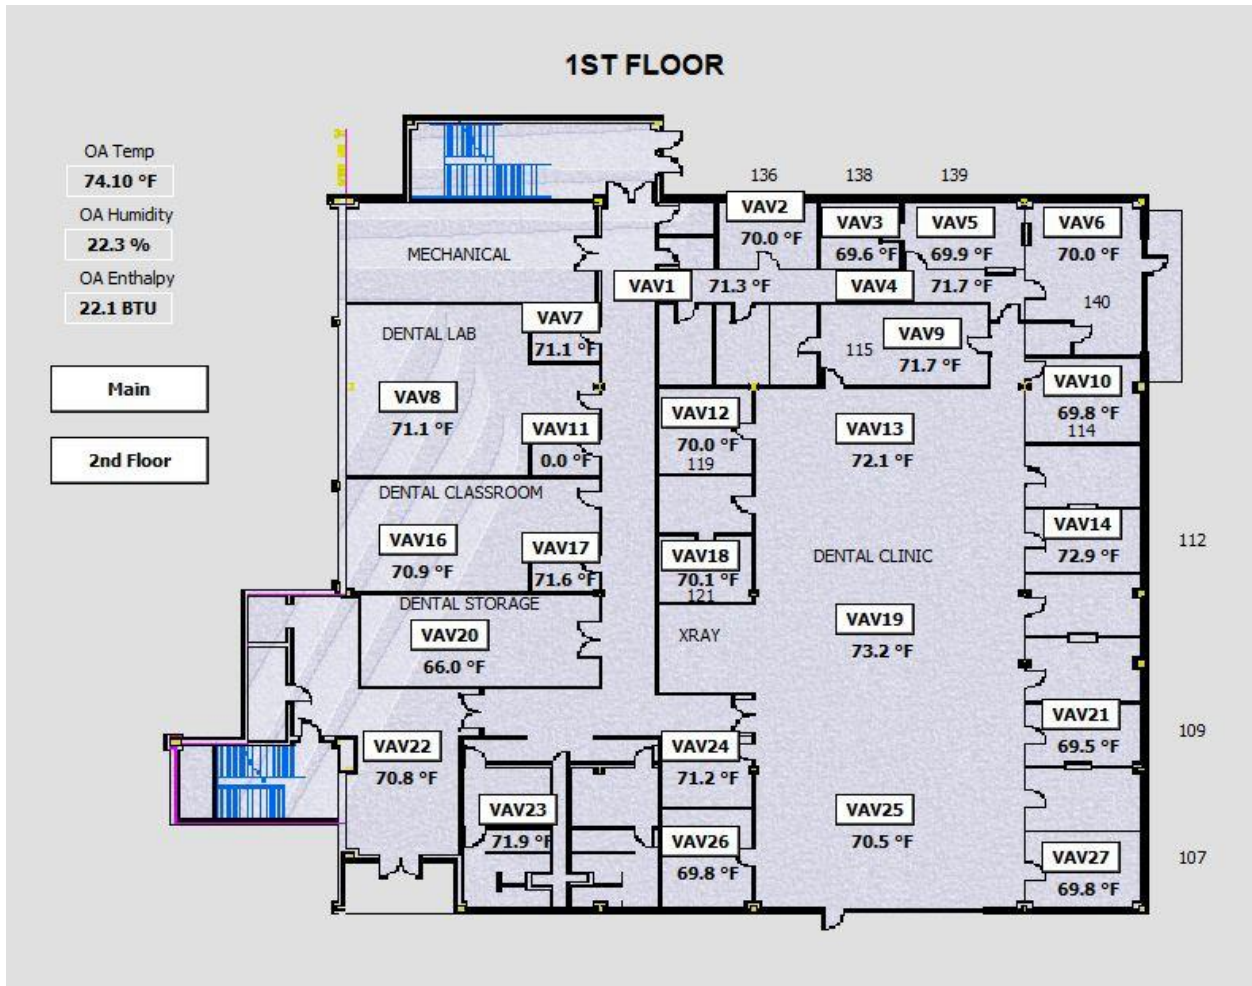 1ST FLOOR
OA Temp
74.10 °F
OA Humidity
22.3 %
OA Enthalpy
22.1 BTU
Main
2nd Floor
136
138
139
VAV2
70.0 °F
VAV3
69.6 °F
VAV5
69.9 °F
VAV6
70.0 °F
MECHANICAL
VAV1
71.3 °F
VAV4
71.7 °F
140
VAV7
71.1 °F
DENTAL LAB
115
VAV9
71.7 °F
VAV8
71.1 °F
VAV10
69.8 °F
114
VAV11
0.0 °F
VAV12
70.0 °F
119
VAV13
72.1 °F
DENTAL CLASSROOM
VAV16
70.9 °F
VAV17
71.6 °F
VAV18
70.1 °F
121
DENTAL CLINIC
VAV14
72.9 °F
112
DENTAL STORAGE
VAV20
66.0 °F
XRAY
VAV19
73.2 °F
VAV21
69.5 °F
109
VAV22
70.8 °F
VAV24
71.2 °F
VAV23
71.9 °F
VAV26
69.8 °F
VAV25
70.5 °F
VAV27
69.8 °F
107